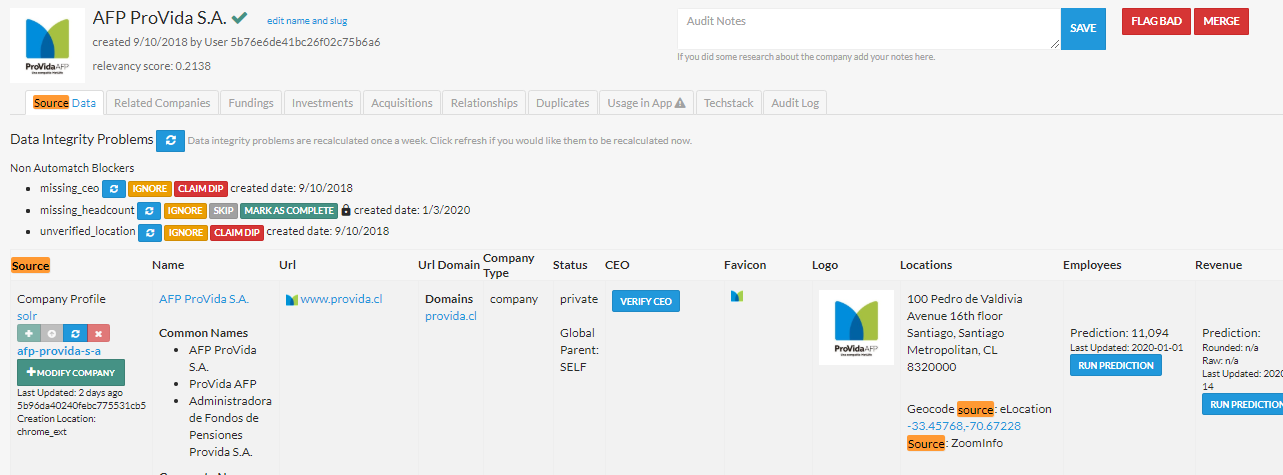 AFP ProVida S.A. edit name and slug
created 9/10/2018 by User 5b76e6de41bc26f02c75b6a6
relevancy score: 0.2138
ProVida AFP
Una compañía MetLife
Audit Notes
SAVE
FLAG BAD
MERGE
If you did some research about the company add your notes here.
Source Data
Related Companies
Fundings
Investments
Acquisitions
Relationships
Duplicates
Usage in App
Techstack
Audit Log
Data Integrity Problems Data integrity problems are recalculated once a week. Click refresh if you would like them to be recalculated now.
Non Automatch Blockers
missing_ceo IGNORE CLAIM DIP created date: 9/10/2018
missing_headcount IGNORE SKIP MARK AS COMPLETE created date: 1/3/2020
unverified_location IGNORE CLAIM DIP created date: 9/10/2018
Source
Name
Url
Url Domain
Company
Type
Status
CEO
Favicon
Logo
Locations
Employees
Revenue
Company Profile
solr
afp-provida-s-a
MODIFY COMPANY
Last Updated: 2 days ago
5b96da40240febc775531cb5
Creation Location:
chrome_ext
AFP ProVida S.A.
Common Names
AFP ProVida
S.A.
ProVida AFP
Administradora
de Fondos de
Pensiones
Provida S.A.
www.provida.cl
Domains
provida.cl
company
private
Global
Parent:
SELF
VERIFY CEO
ProVida AFP
Una compañía MetLife
100 Pedro de Valdivia
Avenue 16th floor
Santiago, Santiago
Metropolitan, CL
8320000
Geocode source: eLocation
-33.45768,-70.67228
Source: ZoomInfo
Prediction: 11,094
Last Updated: 2020-01-01
RUN PREDICTION
Prediction:
Rounded: n/a
Raw: n/a
Last Updated: 2020
14
RUN PREDICTION